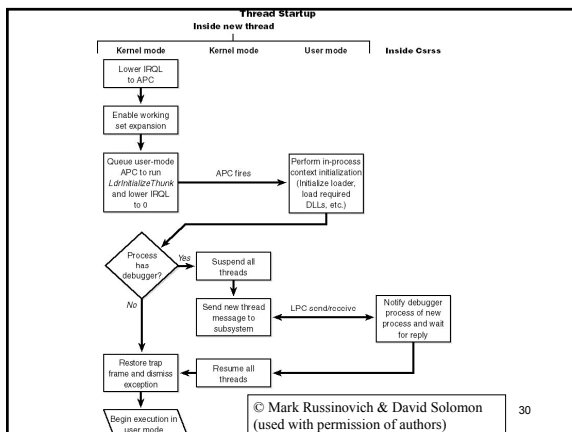 Thread Startup
Inside new thread
Kernel mode
Kernel mode
User mode
Inside Csrss
Lower IRQL
to APC
Enable working
set expansion
Queue user-mode
APC to run
LdrInitializeThunk
and lower IRQL
to 0
APC fires
Perform in-process
context initialization
(Initialize loader,
load required
DLLs, etc.)
Process
has
debugger?
Yes
No
Suspend all
threads
Send new thread
message to
subsystem
LPC send/receive
Notify debugger
process of new
process and wait
for reply
Restore trap
frame and dismiss
exception
Resume all
threads
Begin execution in
user mode
© Mark Russinovich & David Solomon
(used with permission of authors)
30